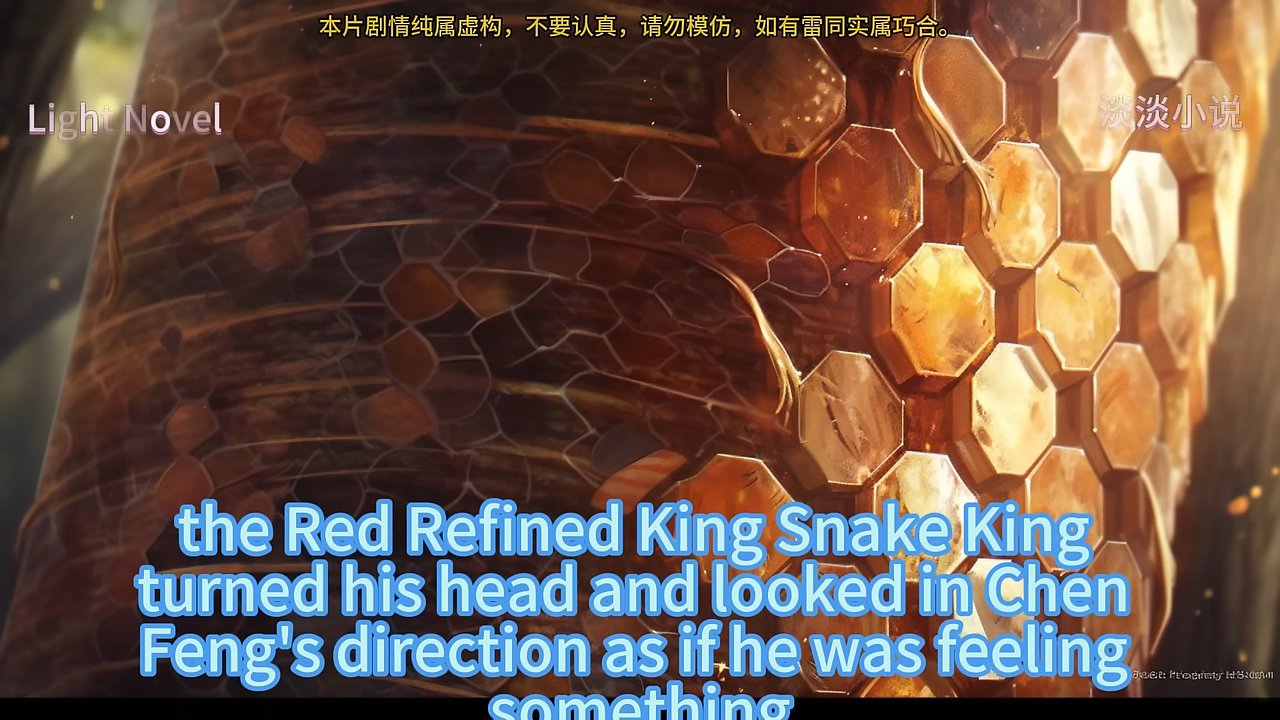 本片剧情纯属虚构，不要认真，请勿模仿，如有雷同实属巧合。
Light Novel
淡淡小说
the Red Refined King Snake King
turned his head and looked in Chen
Feng's direction as if he was feeling
something